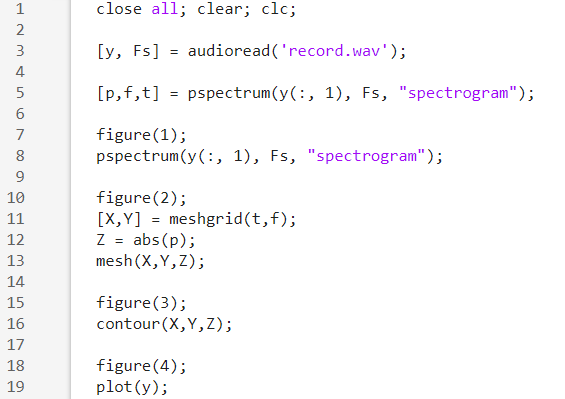 1 close all; clear; clc;
2
3 [y, Fs] = audioread('record.wav');
4
5 [p,f,t] = pspectrum(y(:, 1), Fs, "spectrogram");
6
7 figure(1);
8 pspectrum(y(:, 1), Fs, "spectrogram");
9
10 figure(2);
11 [X,Y] = meshgrid(t,f);
12 Z = abs(p);
13 mesh(X,Y,Z);
14
15 figure(3);
16 contour(X,Y,Z);
17
18 figure(4);
19 plot(y);